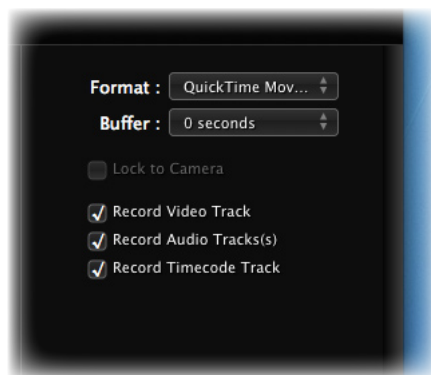 Format : QuickTime Mov...
Buffer : 0 seconds
Lock to Camera
Record Video Track
Record Audio Tracks(s)
Record Timecode Track